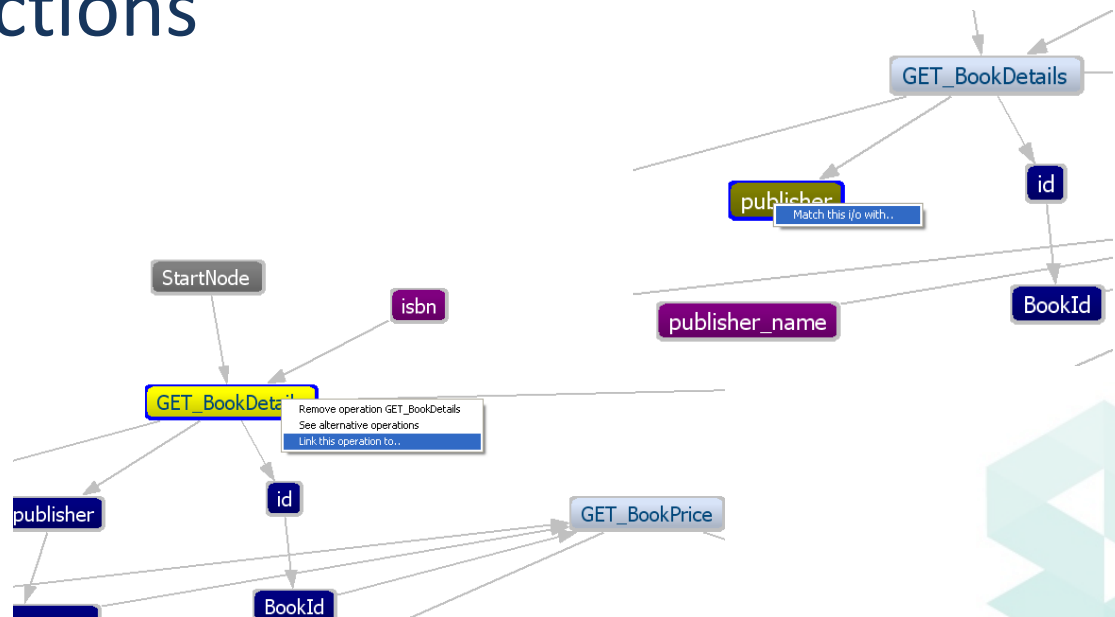 ctions
GET_BookDetails
id
publisher
Match this i/o with..
BookId
publisher_name
StartNode
isbn
GET_BookDetail
Remove operation GET_BookDetails
See alternative operations
Link this operation to..
publisher
id
GET_BookPrice
BookId